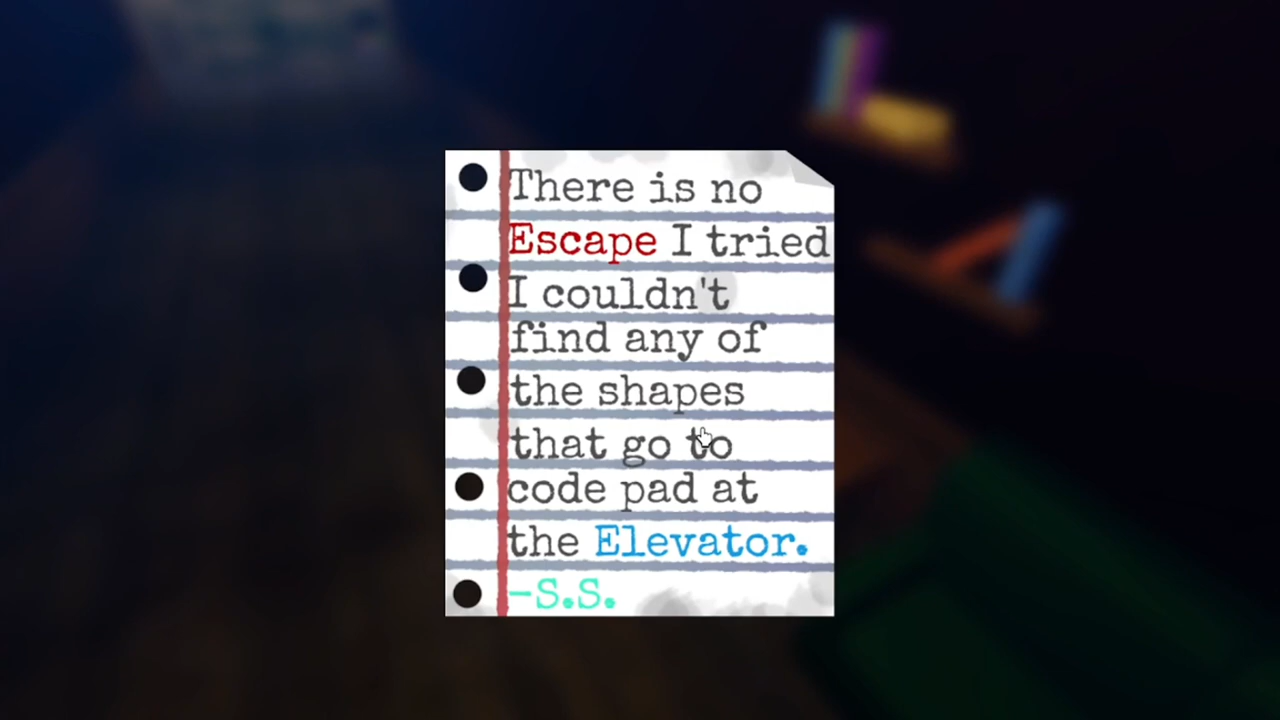 There is no
Escape I tried
I couldn't
find any of
the shapes
that go to
code pad at
the Elevator.
-S.S.